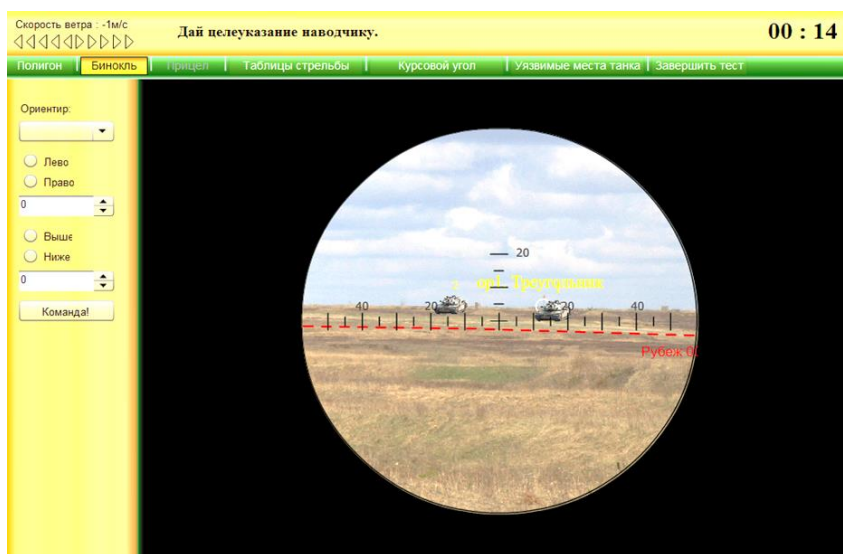 Скорость ветра : -1м/с
Дай целеуказание наводчику.
00 : 14
Полигон
Бинокль
Прицел
Таблицы стрельбы
Курсовой угол
Уязвимые места танка
Завершить тест
Ориентир:
Лево
Право
0
Выше
Ниже
0
Команда!
20
ор1. Треугольник
40 20 20 40
Рубеж 0